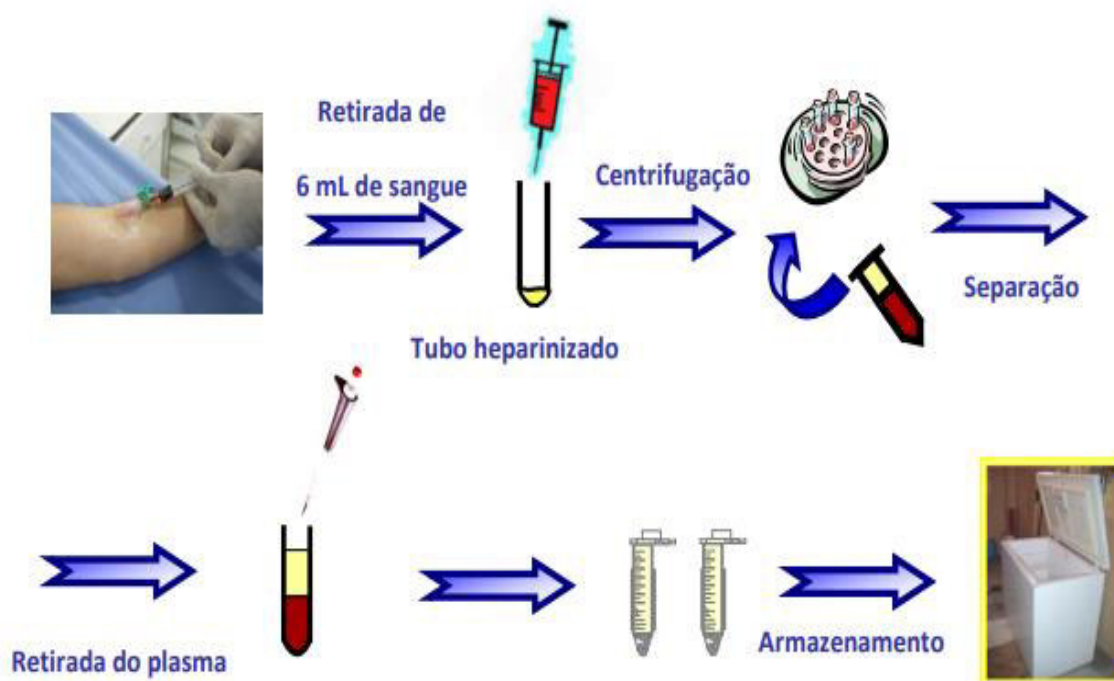 Retirada de
6 mL de sangue
Centrifugação
Separação
Tubo heparinizado
Retirada do plasma
Armazenamento